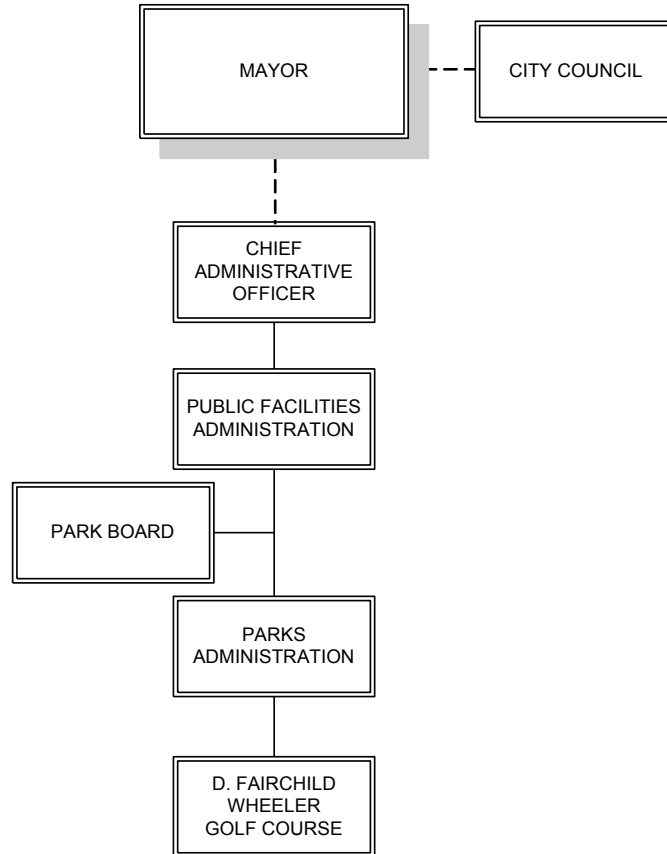 MAYOR
CITY COUNCIL
CHIEF
ADMINISTRATIVE
OFFICER
PUBLIC FACILITIES
ADMINISTRATION
PARK BOARD
PARKS
ADMINISTRATION
D. FAIRCHILD
WHEELER
GOLF COURSE